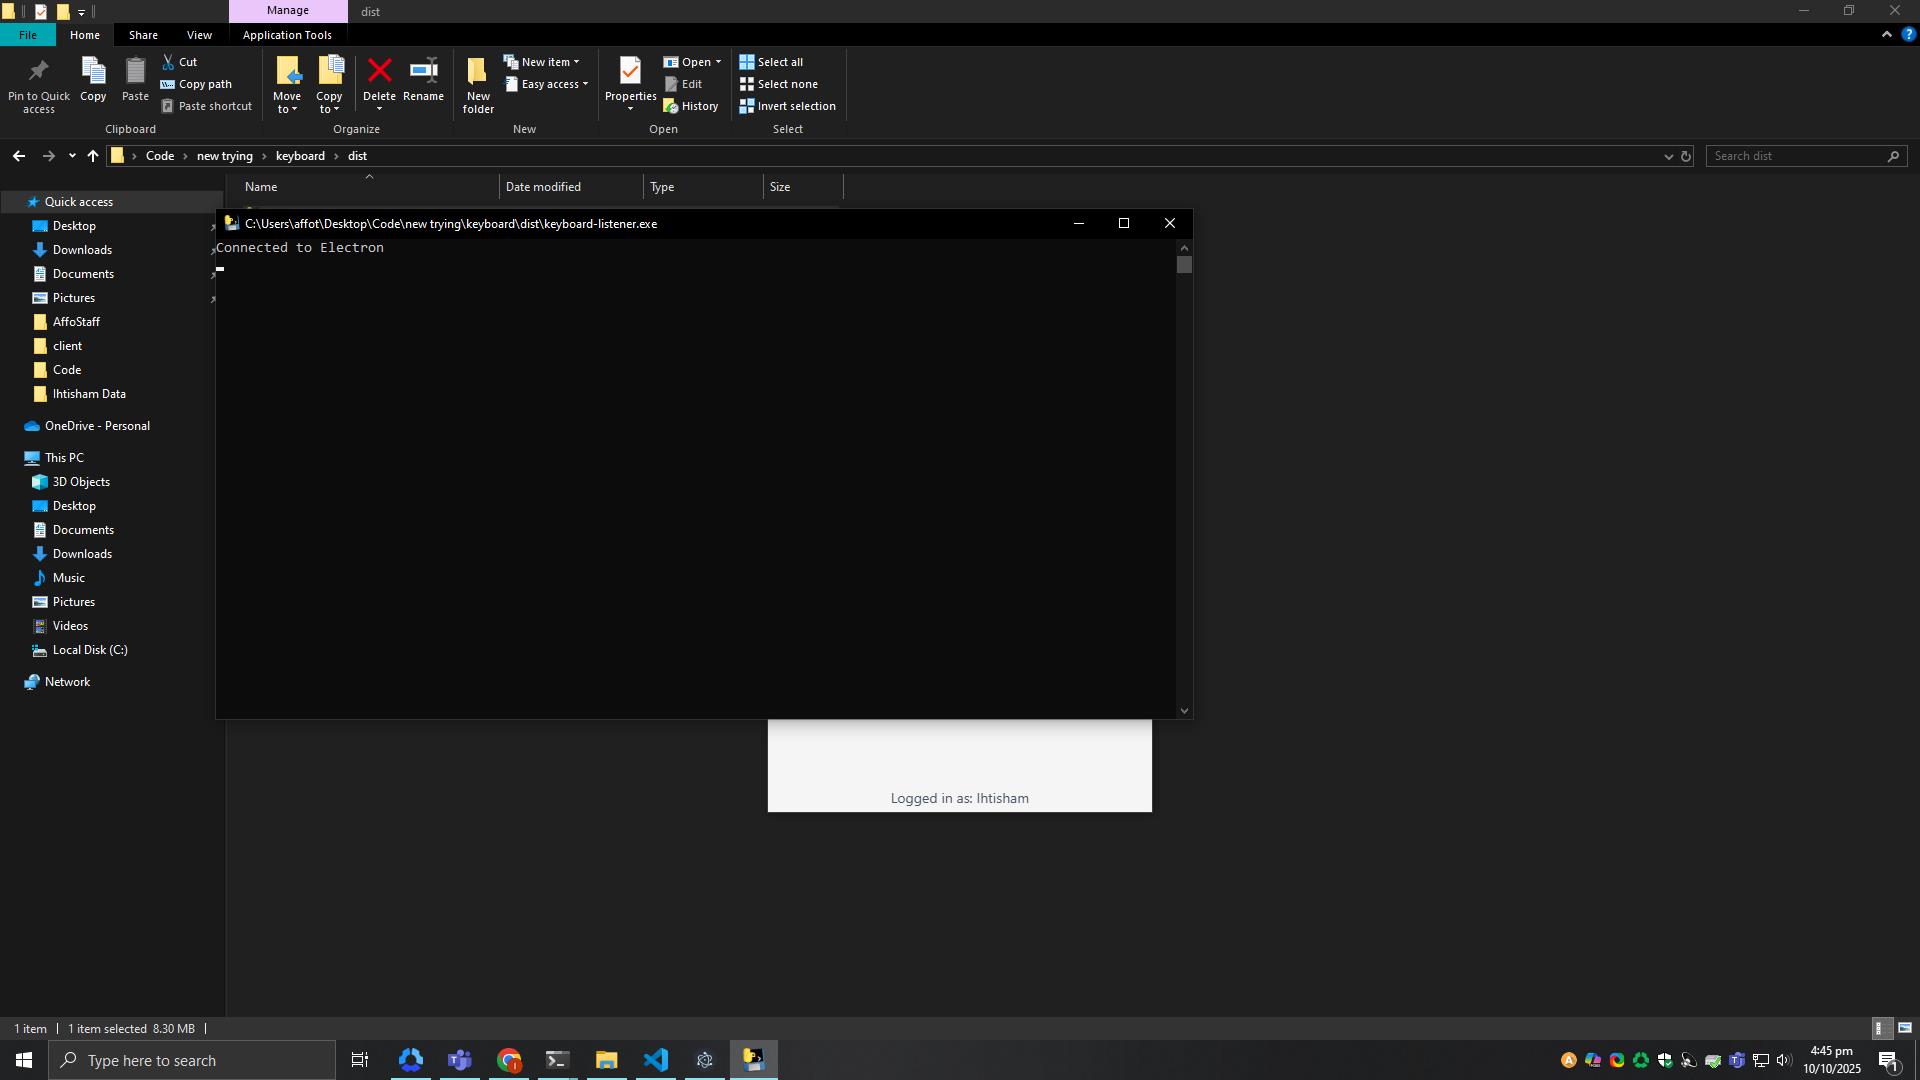 Manage
dist
File
Home
Share
View
Application Tools
Pin to Quick access
Copy
Paste
Cut
Copy path
Paste shortcut
Clipboard
Move to
Copy to
Delete
Rename
Organize
New folder
New item
Easy access
New
Properties
Open
Edit
History
Open
Select all
Select none
Invert selection
Select
Code
new trying
keyboard
dist
Search dist
Name
Date modified
Type
Size
Quick access
Desktop
Downloads
Documents
Pictures
AffoStaff
client
Code
Ihtisham Data
OneDrive - Personal
This PC
3D Objects
Desktop
Documents
Downloads
Music
Pictures
Videos
Local Disk (C:)
Network
C:\Users\affot\Desktop\Code\new trying\keyboard\dist\keyboard-listener.exe
Connected to Electron
Logged in as: Ihtisham
1 item
1 item selected 8.30 MB
Type here to search
4:45 pm
10/10/2025
1